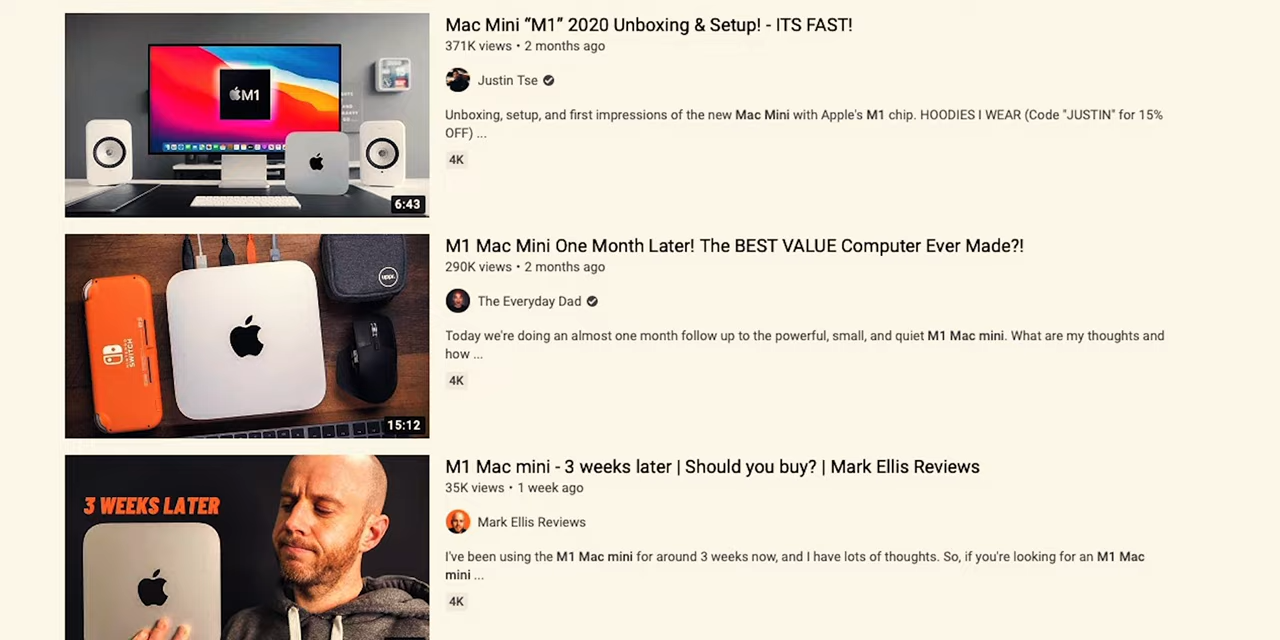 M1
6:43
Mac Mini “M1” 2020 Unboxing & Setup! - ITS FAST!
371K views • 2 months ago
Justin Tse
Unboxing, setup, and first impressions of the new Mac Mini with Apple's M1 chip. HOODIES I WEAR (Code "JUSTIN" for 15%
OFF) ...
4K
NINTENDO
SWITCH
uppr.
15:12
M1 Mac Mini One Month Later! The BEST VALUE Computer Ever Made?!
290K views • 2 months ago
The Everyday Dad
Today we're doing an almost one month follow up to the powerful, small, and quiet M1 Mac mini. What are my thoughts and
how ...
4K
3 WEEKS LATER
M1 Mac mini - 3 weeks later | Should you buy? | Mark Ellis Reviews
35K views • 1 week ago
Mark Ellis Reviews
I've been using the M1 Mac mini for around 3 weeks now, and I have lots of thoughts. So, if you're looking for an M1 Mac
mini ...
4K